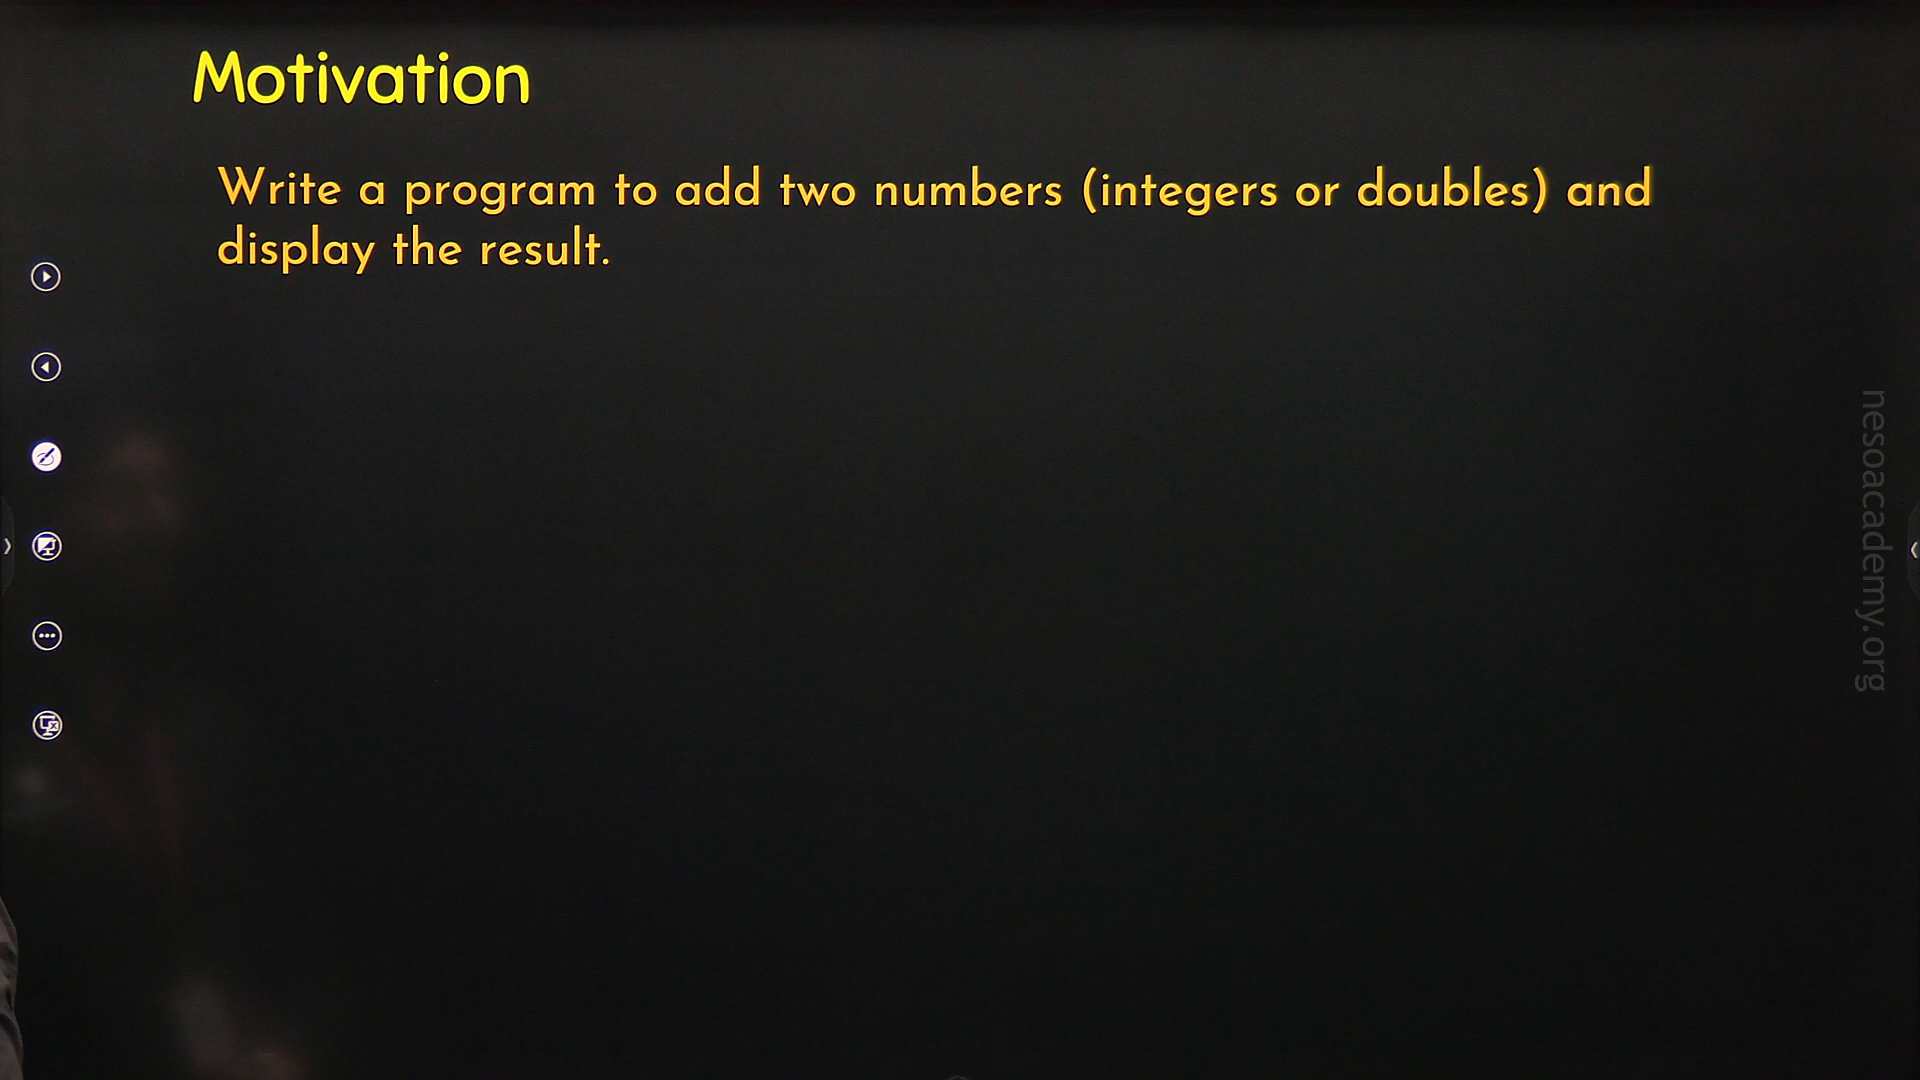 Motivation
Write a program to add two numbers (integers or doubles) and
display the result.
nesoacademy.org